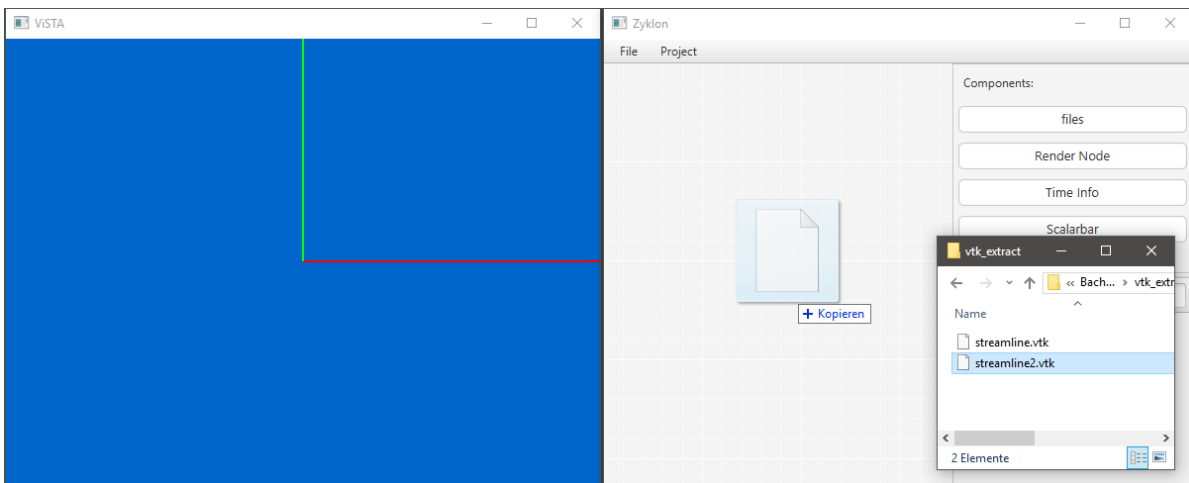 ViSTA
Zyklon
File Project
Components:
files
Render Node
Time Info
Scalarbar
+ Kopieren
vtk_extract
« Bach... > vtk_extr
Name
streamline.vtk
streamline2.vtk
2 Elemente